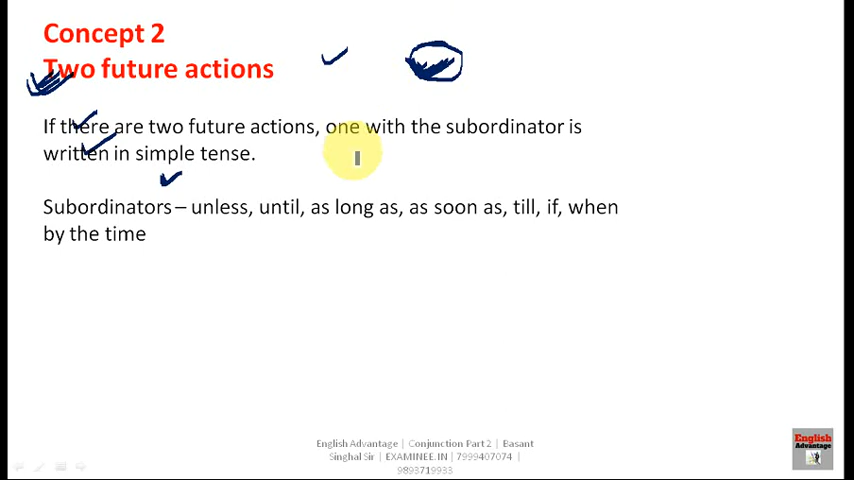 Concept 2
Two future actions
If there are two future actions, one with the subordinator is
written in simple tense.
Subordinators – unless, until, as long as, as soon as, till, if, when
by the time
English Advantage | Conjunction Part 2 | Basant
Singhal Sir | EXAMINEE.IN | 7999407074 |
9893719933
English
Advantage